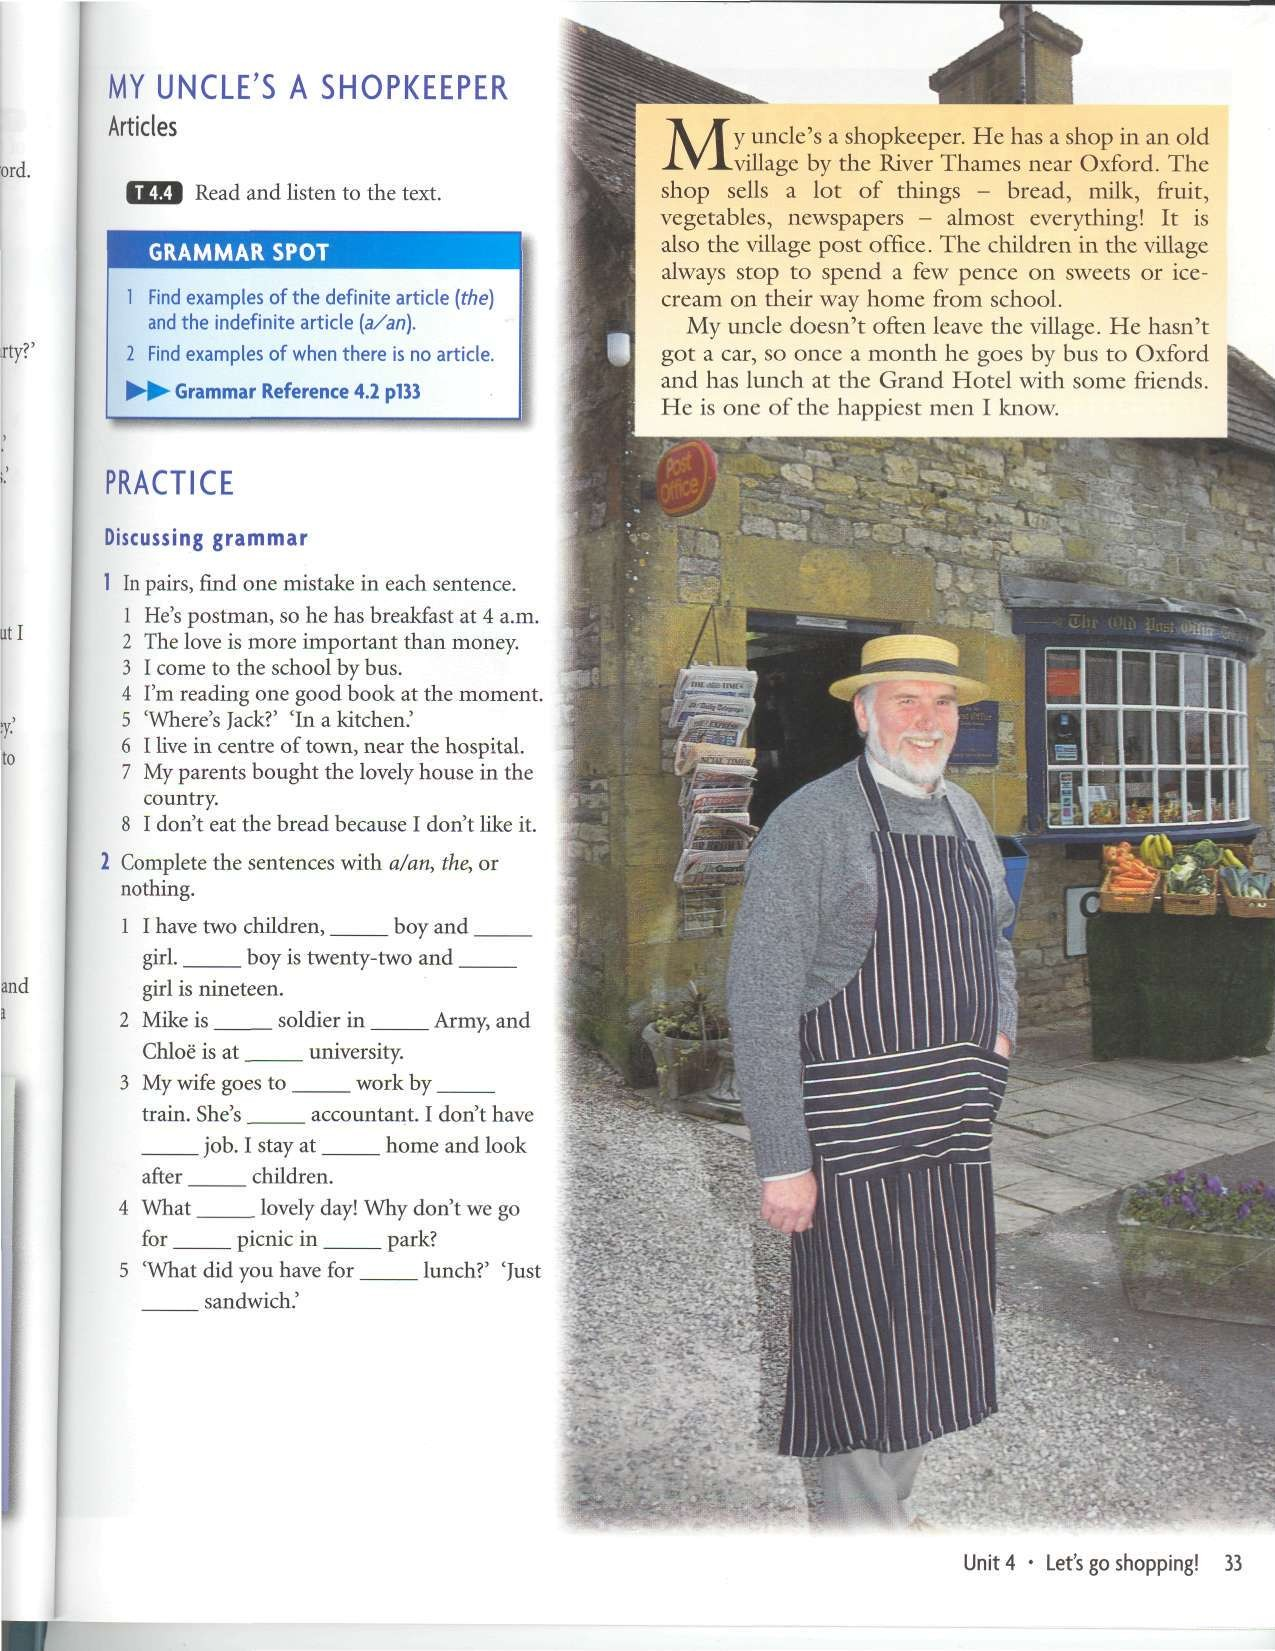 MY UNCLE'S A SHOPKEEPER
Articles
T 4.4 Read and listen to the text.
GRAMMAR SPOT
1 Find examples of the definite article (the)
and the indefinite article (a/an).
2 Find examples of when there is no article.
Grammar Reference 4.2 p133
PRACTICE
Discussing grammar
1 In pairs, find one mistake in each sentence.
1 He's postman, so he has breakfast at 4 a.m.
2 The love is more important than money.
3 I come to the school by bus.
4 I'm reading one good book at the moment.
5 ‘Where's Jack?’ ‘In a kitchen.’
6 I live in centre of town, near the hospital.
7 My parents bought the lovely house in the
country.
8 I don't eat the bread because I don't like it.
2 Complete the sentences with a/an, the, or
nothing.
1 I have two children, _____ boy and _____
girl. _____ boy is twenty-two and _____
girl is nineteen.
2 Mike is _____ soldier in _____ Army, and
Chloë is at _____ university.
3 My wife goes to _____ work by _____
train. She's _____ accountant. I don't have
_____ job. I stay at _____ home and look
after _____ children.
4 What _____ lovely day! Why don't we go
for _____ picnic in _____ park?
5 ‘What did you have for _____ lunch?’ ‘Just
_____ sandwich.’
My uncle's a shopkeeper. He has a shop in an old
village by the River Thames near Oxford. The
shop sells a lot of things – bread, milk, fruit,
vegetables, newspapers – almost everything! It is
also the village post office. The children in the village
always stop to spend a few pence on sweets or ice-
cream on their way home from school.
My uncle doesn't often leave the village. He hasn't
got a car, so once a month he goes by bus to Oxford
and has lunch at the Grand Hotel with some friends.
He is one of the happiest men I know.
Post
Office
The Old Post Office
Unit 4 • Let's go shopping! 33